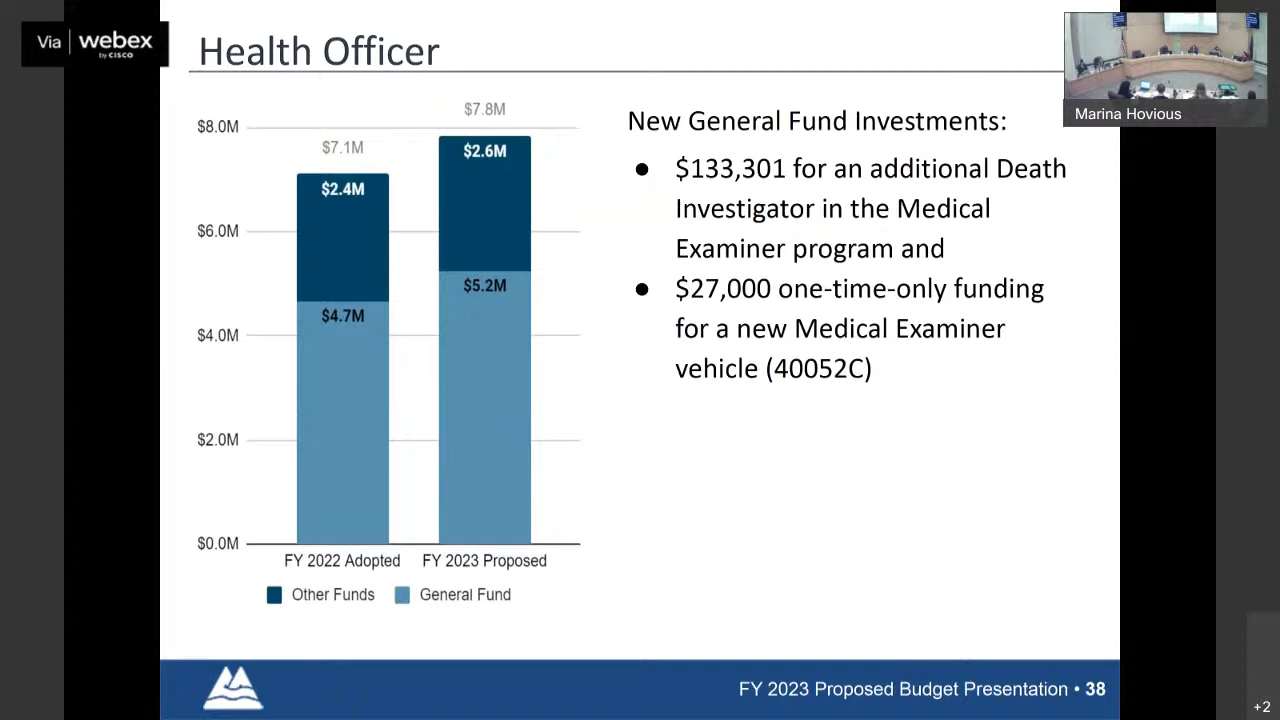 Via webex
by CISCO
Health Officer
Marina Hovious
$8.0M
$6.0M
$4.0M
$2.0M
$0.0M
$7.1M
$2.4M
$4.7M
$7.8M
$2.6M
$5.2M
FY 2022 Adopted
FY 2023 Proposed
Other Funds
General Fund
New General Fund Investments:
● $133,301 for an additional Death
Investigator in the Medical
Examiner program and
● $27,000 one-time-only funding
for a new Medical Examiner
vehicle (40052C)
FY 2023 Proposed Budget Presentation • 38
+2